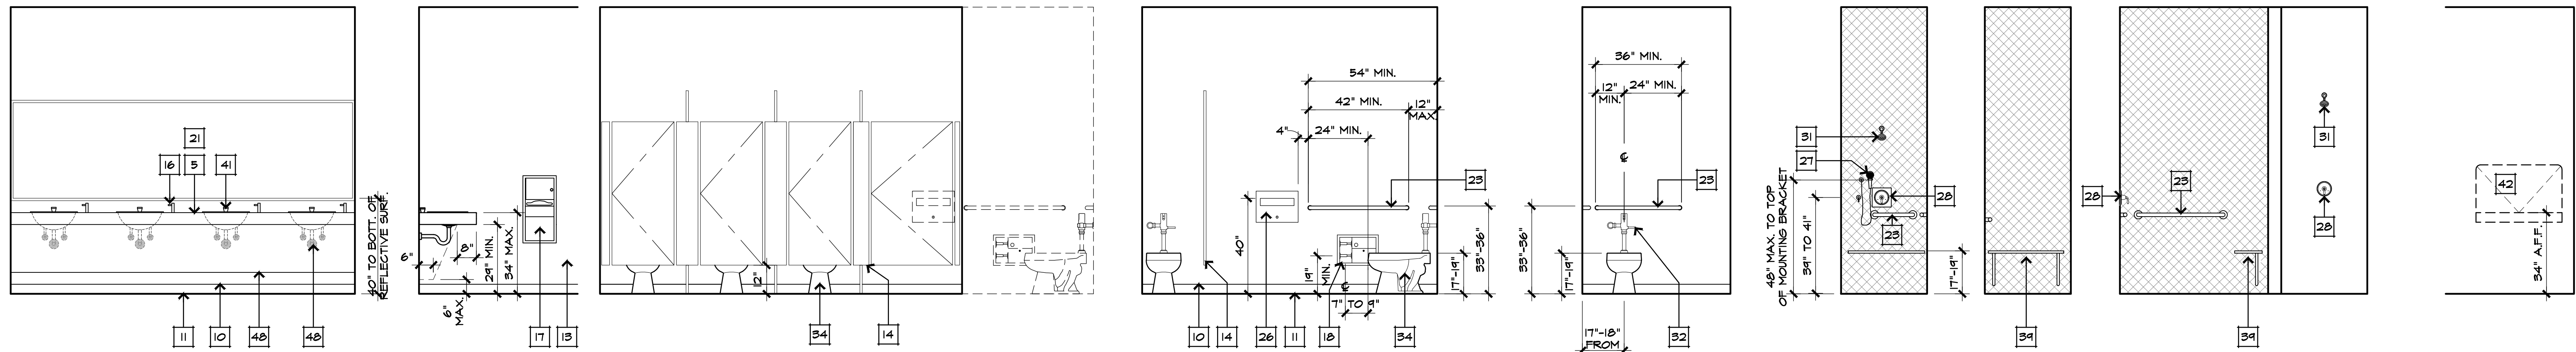 21
16
5
41
11
10
48
48
40" TO BOTT. OF
REFLECTIVE SURF.
6"
8"
29" MIN.
34" MAX.
6"
MAX.
17
13
12"
34
14
54" MIN.
42" MIN.
12"
MAX.
4"
24" MIN.
23
40"
19"
MIN.
℄
7" TO 9"
17"-19"
33"-36"
10
14
26
11
18
34
36" MIN.
12"
MIN.
24" MIN.
℄
23
33"-36"
17"-19"
17"-18"
FROM
32
31
27
28
23
48" MAX. TO TOP
OF MOUNTING BRACKET
39" TO 41"
17"-19"
39
28
23
39
31
28
42
34" A.F.F.